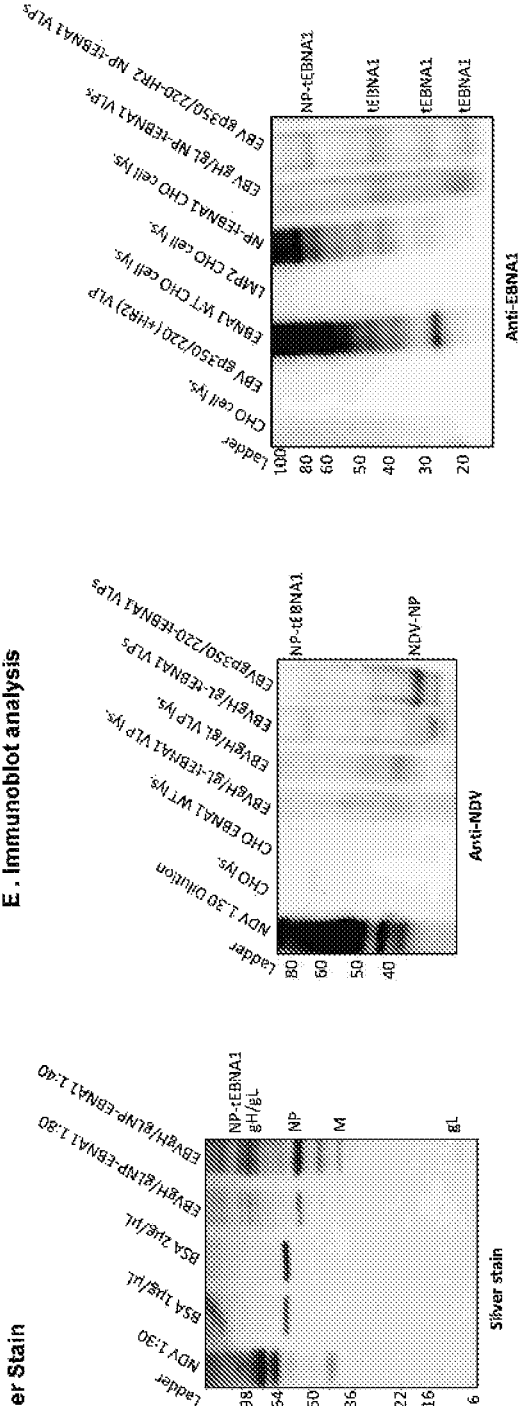 er Stain
Ladder
NDV 1:30
BSA 1µg/µL
BSA 2µg/µL
EBVgH/gLNP-EBNA1 1:80
EBVgH/gLNP-EBNA1 1:40
98
64
50
36
22
16
6
NP-tEBNA1
gH/gL
NP
M
gL
Silver stain
E . Immunoblot analysis
Ladder
NDV 1:30 Dilution
CHO lys.
CHO EBNA1 WT lys.
EBVgH/gL-tEBNA1 VLP lys.
EBVgH/gL VLP lys.
EBVgH/gL-tEBNA1 VLPs
EBVgp350/220-tEBNA1 VLPs
80
60
50
40
NP-tEBNA1
NDV-NP
Anti-NDV
Ladder
CHO cell lys.
EBV gp350/220 (+HR2) VLP
EBNA1 WT CHO cell lys.
LMP2 CHO cell lys.
NP-tEBNA1 CHO cell lys.
EBV gH/gL NP-tEBNA1 VLPs
EBV gp350/220-HR2 NP-tEBNA1 VLPs
100
80
60
50
40
30
20
NP-tEBNA1
tEBNA1
tEBNA1
tEBNA1
Anti-EBNA1